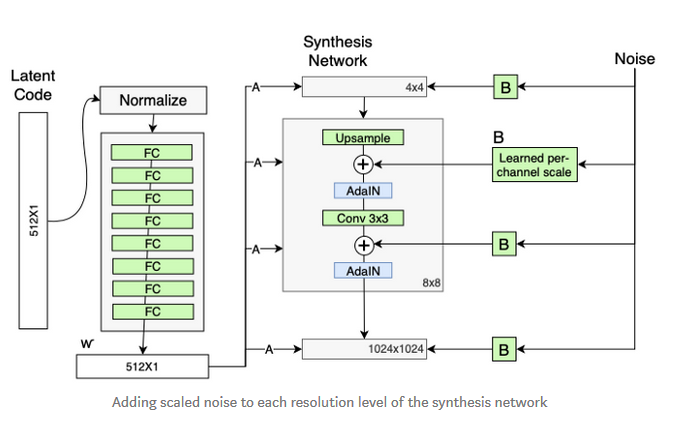 Latent
Code
512X1
Normalize
FC
FC
FC
FC
FC
FC
FC
FC
w
512X1
Synthesis
Network
A
4x4
B
Noise
A
Upsample
+
AdaIN
Conv 3x3
A
+
AdaIN
8x8
B
Learned per-
channel scale
B
A
1024x1024
B
Adding scaled noise to each resolution level of the synthesis network